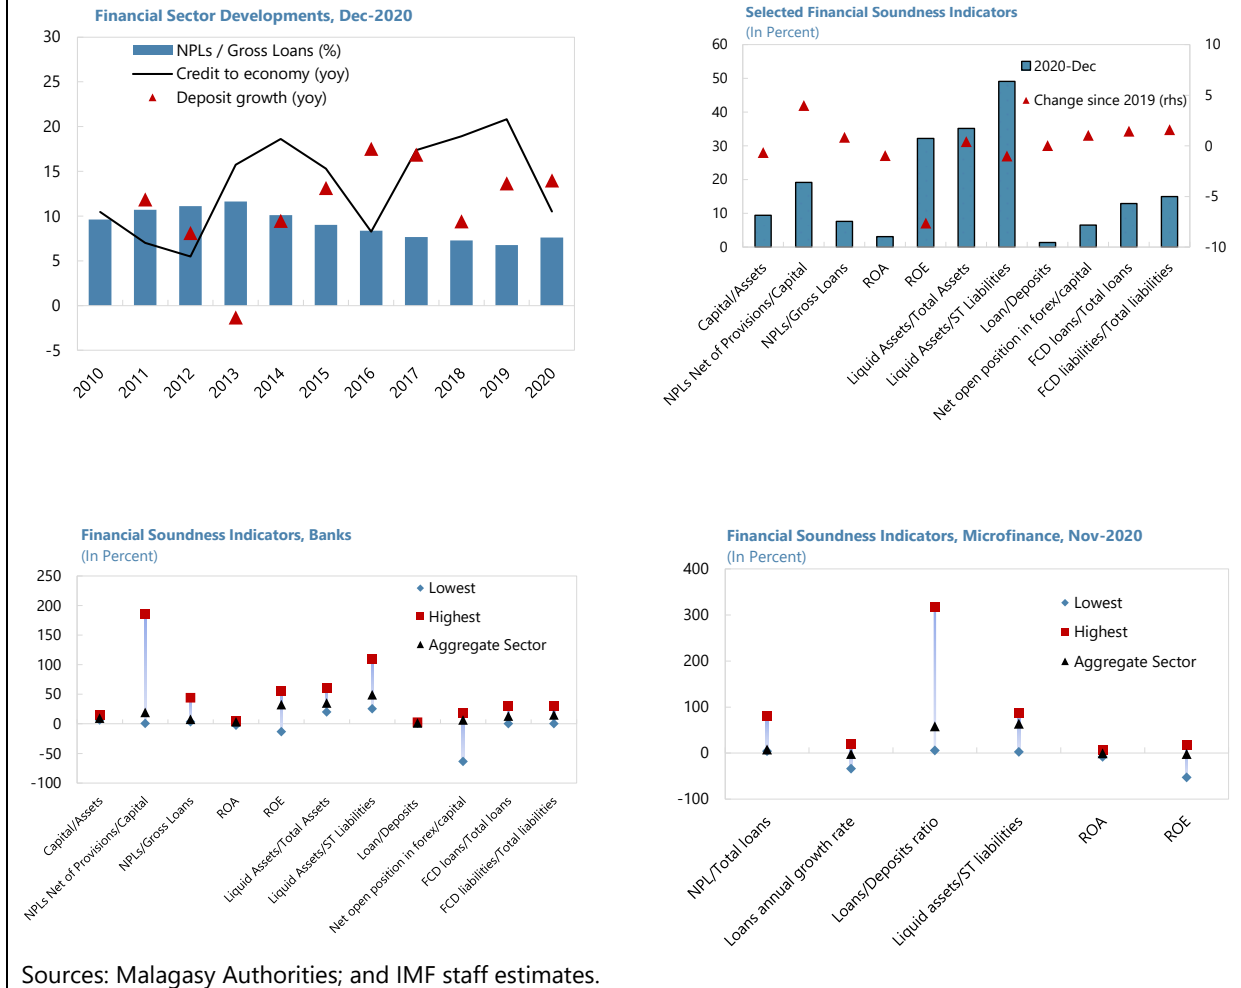 Financial Sector Developments, Dec-2020
30
25
20
15
10
5
0
-5
NPLs / Gross Loans (%)
Credit to economy (yoy)
Deposit growth (yoy)
2010
2011
2012
2013
2014
2015
2016
2017
2018
2019
2020
Selected Financial Soundness Indicators
(In Percent)
60
50
40
30
20
10
0
10
5
0
-5
-10
2020-Dec
Change since 2019 (rhs)
Capital/Assets
NPLs Net of Provisions/Capital
NPLs/Gross Loans
ROA
ROE
Liquid Assets/Total Assets
Liquid Assets/ST Liabilities
Loan/Deposits
Net open position in forex/capital
FCD loans/Total loans
FCD liabilities/Total liabilities
Financial Soundness Indicators, Banks
(In Percent)
250
200
150
100
50
0
-50
-100
Lowest
Highest
Aggregate Sector
Capital/Assets
NPLs Net of Provisions/Capital
NPLs/Gross Loans
ROA
ROE
Liquid Assets/Total Assets
Liquid Assets/ST Liabilities
Loan/Deposits
Net open position in forex/capital
FCD loans/Total loans
FCD liabilities/Total liabilities
Financial Soundness Indicators, Microfinance, Nov-2020
(In Percent)
400
300
200
100
0
-100
Lowest
Highest
Aggregate Sector
NPL/Total loans
Loans annual growth rate
Loans/Deposits ratio
Liquid assets/ST liabilities
ROA
ROE
Sources: Malagasy Authorities; and IMF staff estimates.